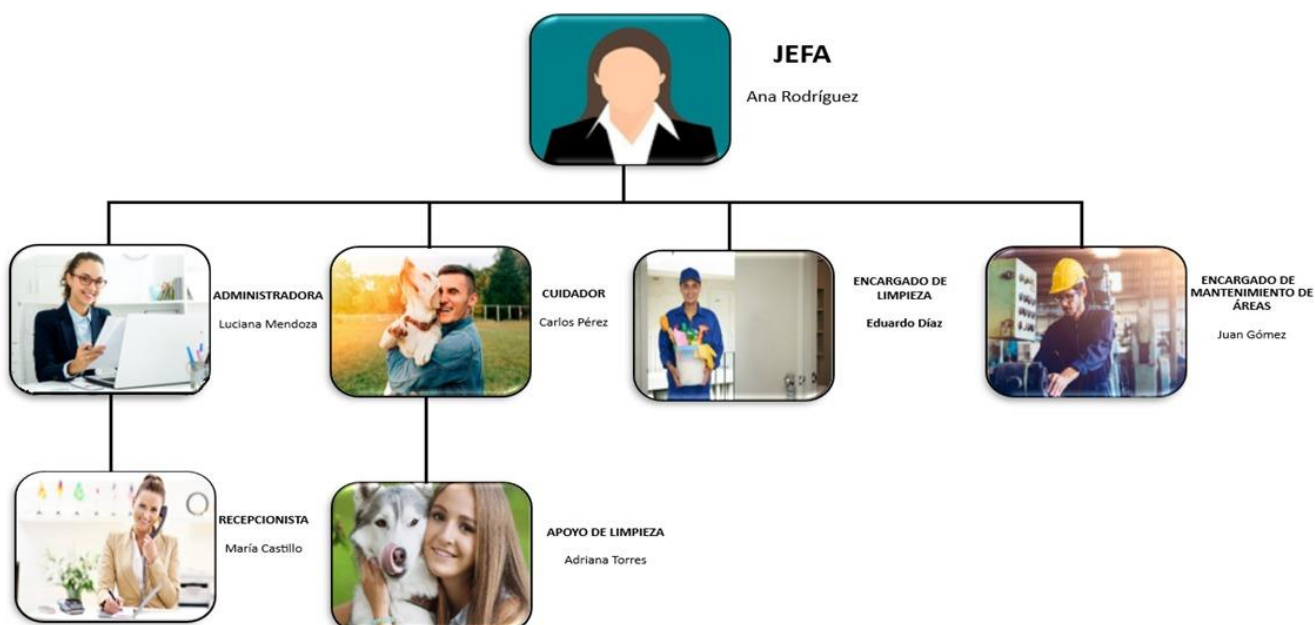 JEFA
Ana Rodríguez
ADMINISTRADORA
Luciana Mendoza
CUIDADOR
Carlos Pérez
ENCARGADO DE
LIMPIEZA
Eduardo Díaz
ENCARGADO DE
MANTENIMIENTO DE
ÁREAS
Juan Gómez
RECEPCIONISTA
María Castillo
APOYO DE LIMPIEZA
Adriana Torres